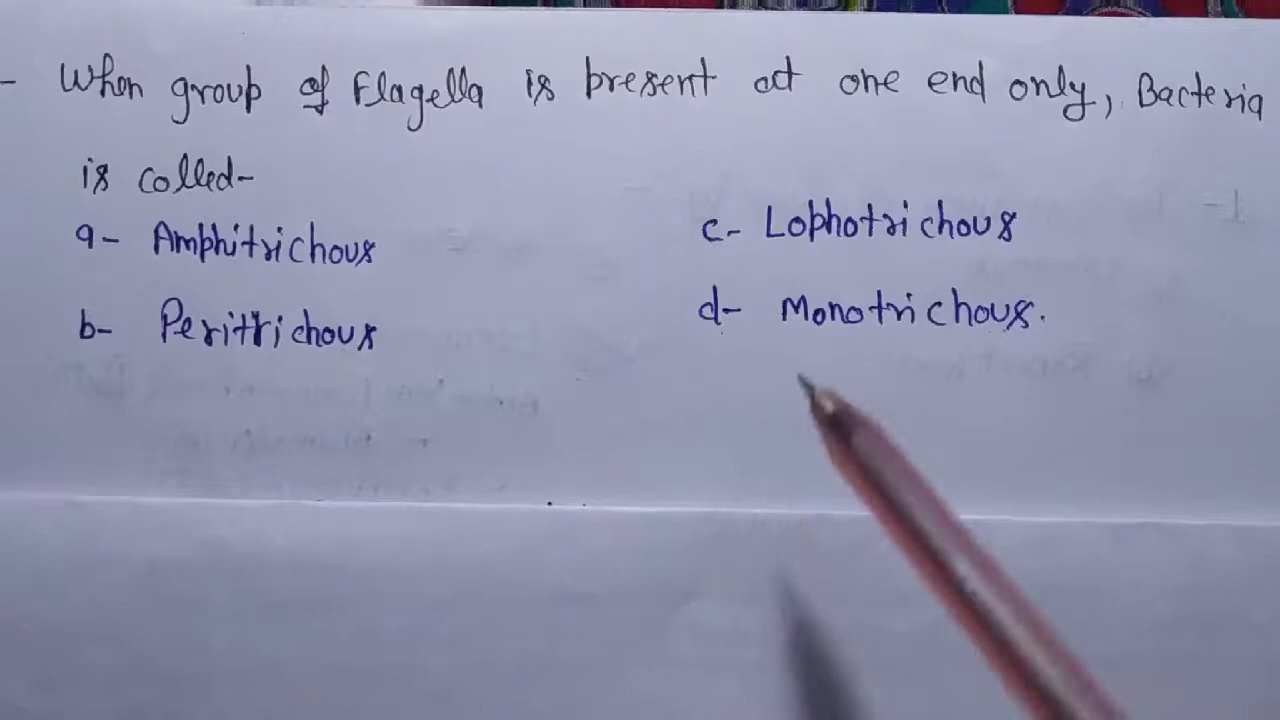 - When group of Flagella is present at one end only, Bacteria
is called-
a- Amphitrichous
b- Peritrichous
c- Lophotrichous
d- Monotrichous.